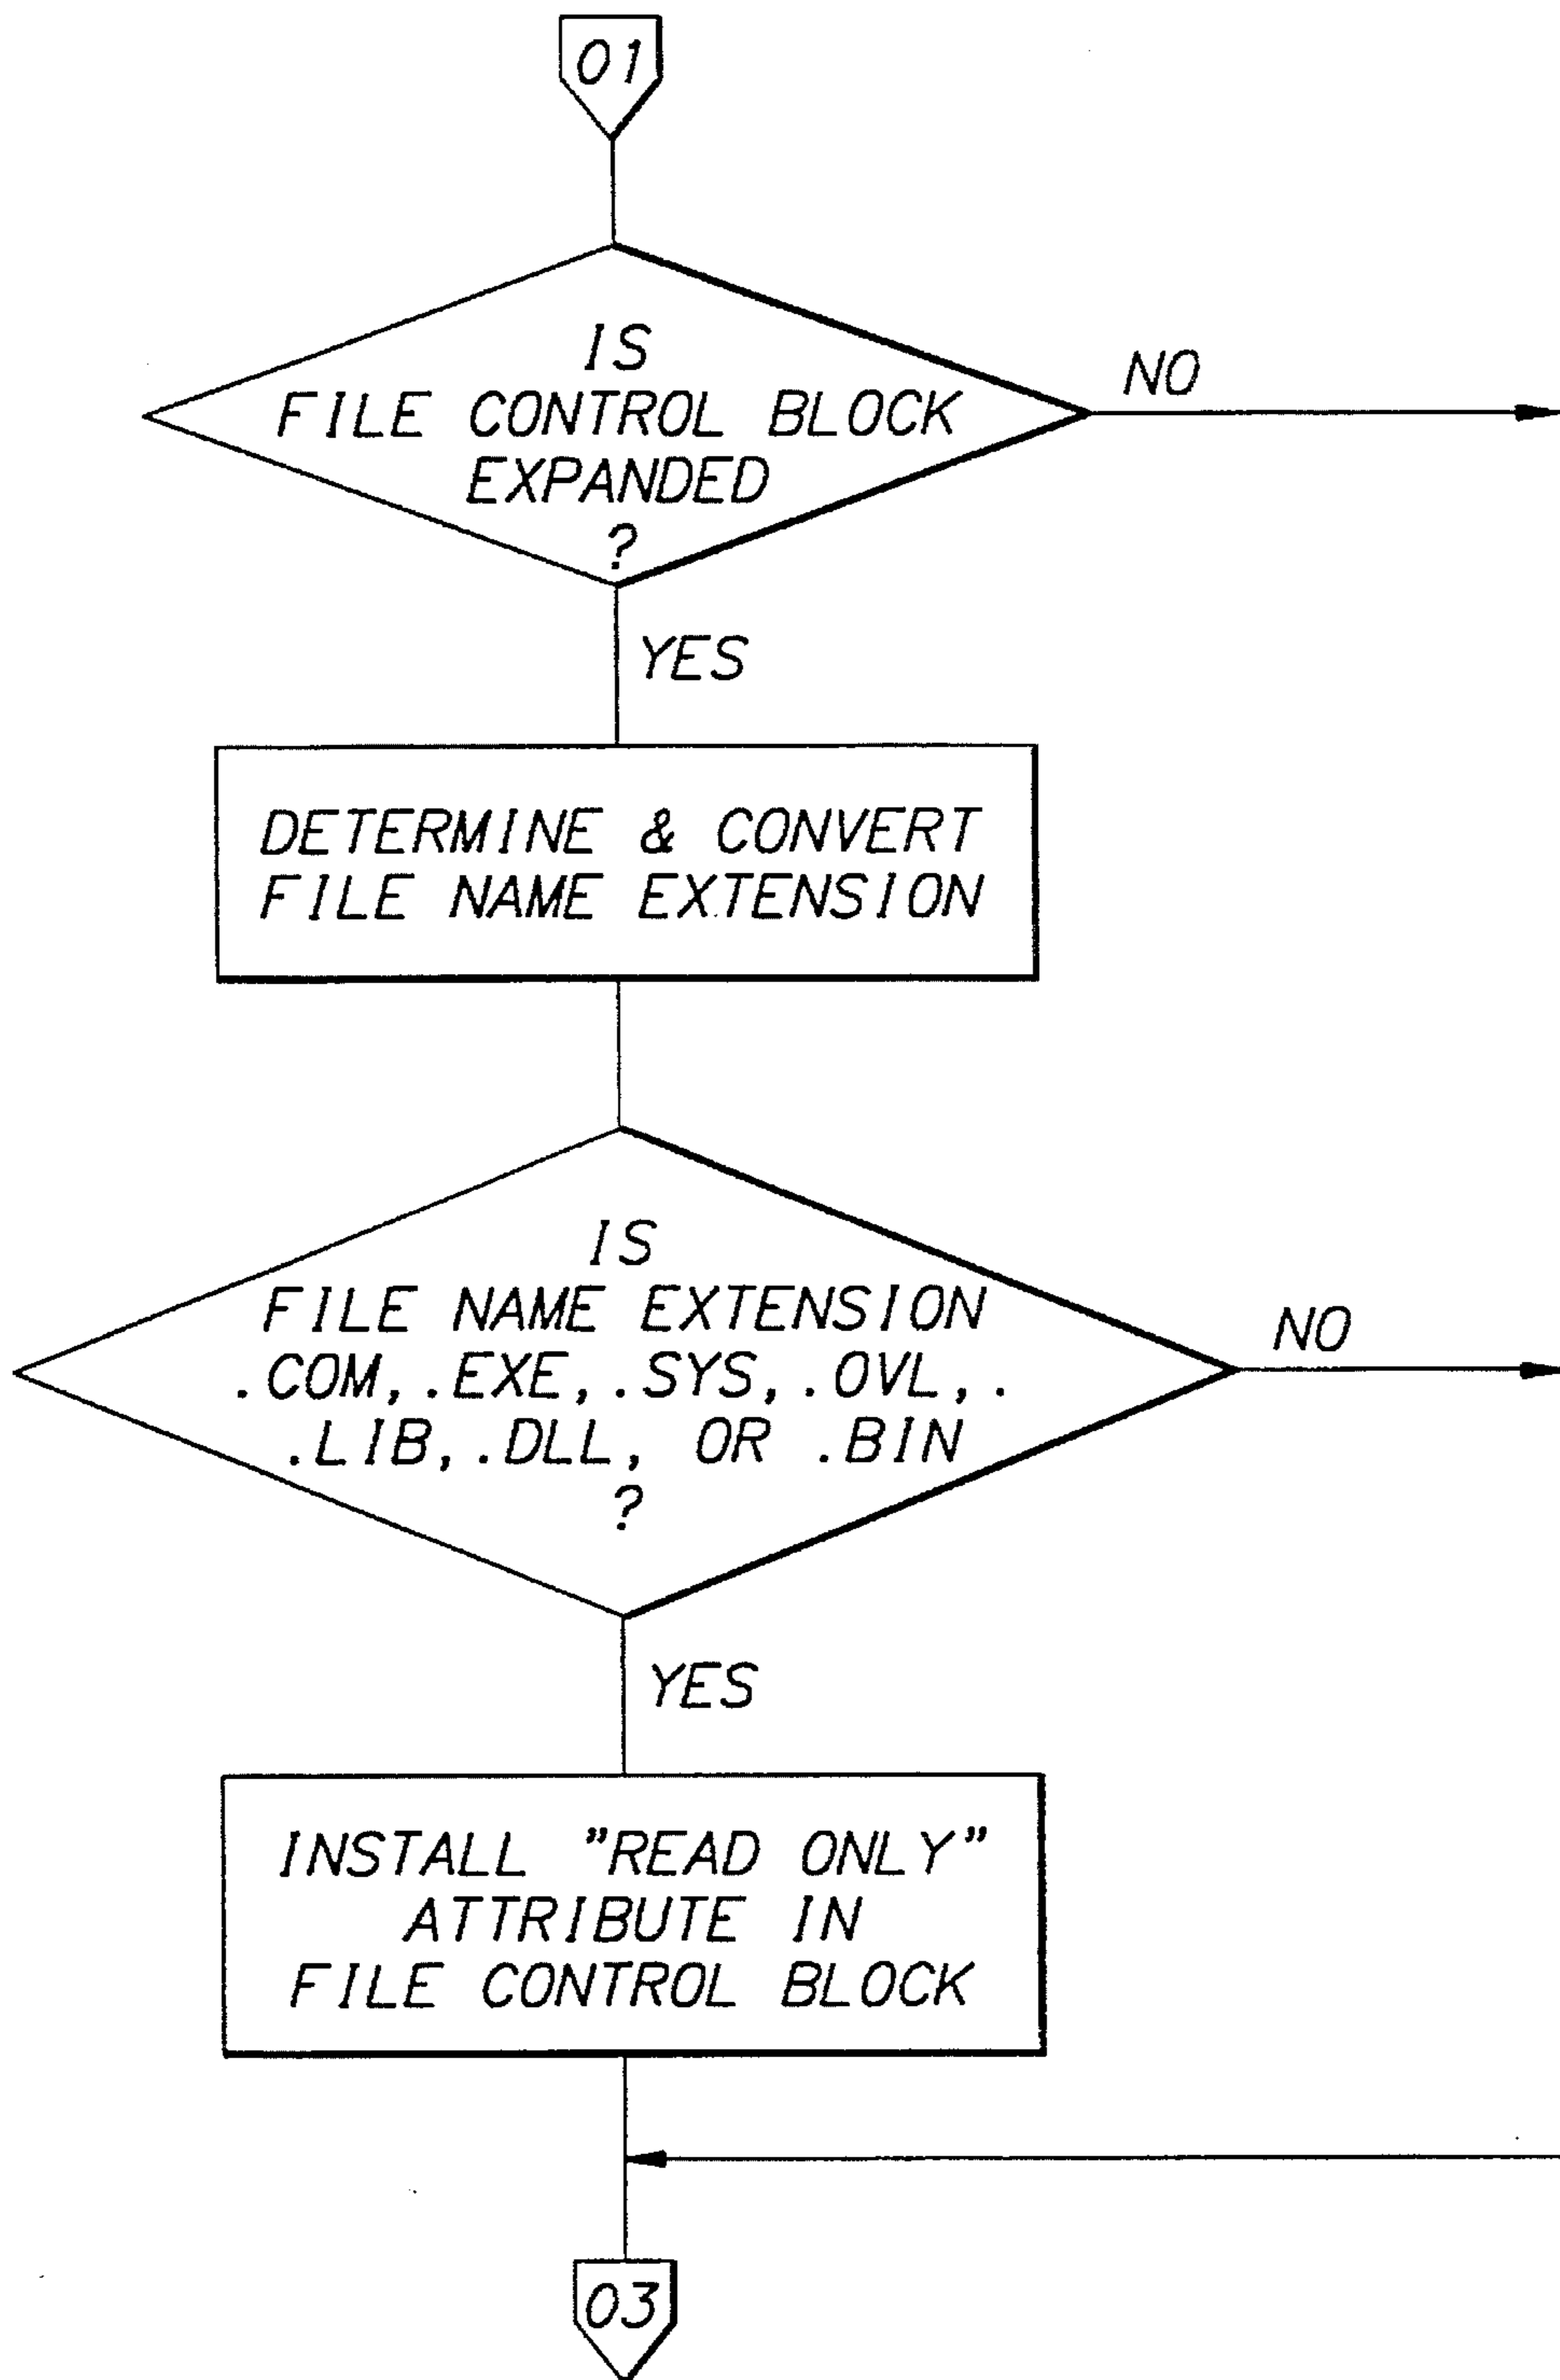 01
IS
FILE CONTROL BLOCK
EXPANDED
?
NO
YES
DETERMINE & CONVERT
FILE NAME EXTENSION
IS
FILE NAME EXTENSION
.COM, .EXE, .SYS, .OVL, .
.LIB, .DLL, OR .BIN
?
NO
YES
INSTALL "READ ONLY"
ATTRIBUTE IN
FILE CONTROL BLOCK
03